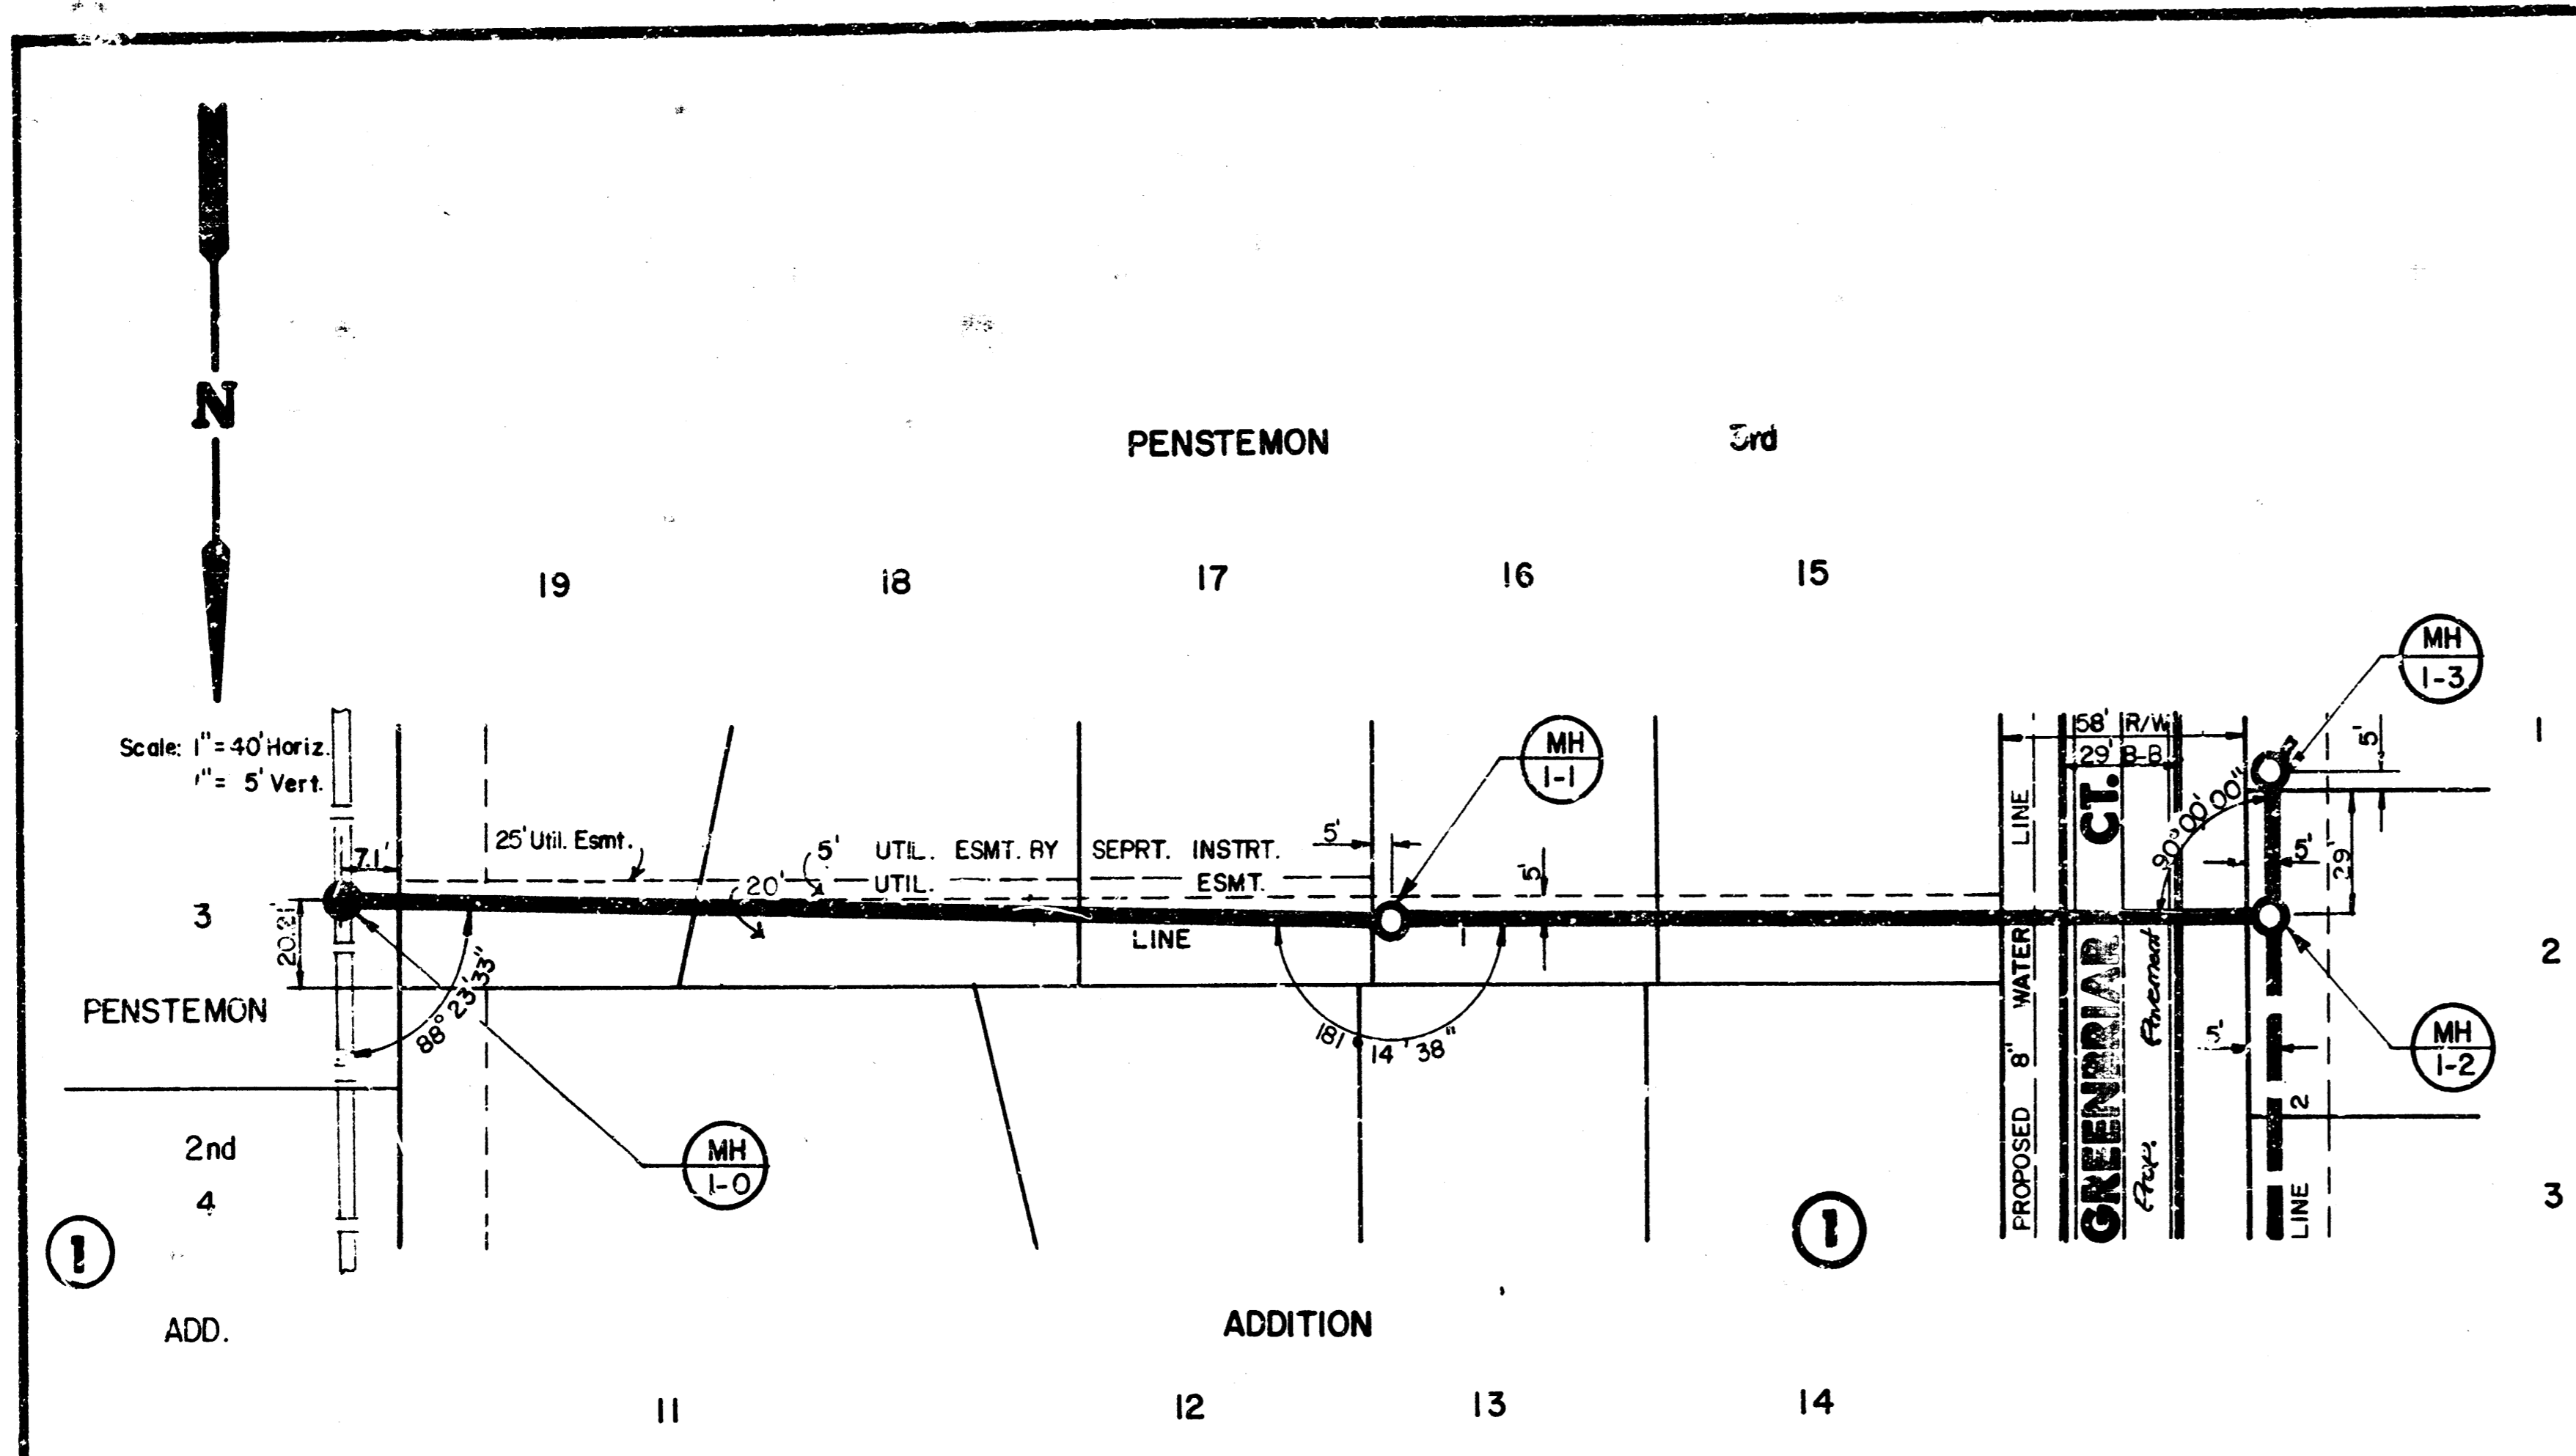 N
PENSTEMON 3rd
19 18 17 16 15
MH
1-3
Scale: 1" = 40' Horiz.
1" = 5' Vert.
MH
1-1
58' R/W
29' B-B
5'
1
7.1'
25' Util. Esmt.
5' UTIL. ESMT. BY SEPRT. INSTRT.
20' UTIL. ESMT.
5'
5'
90° 00' 00"
5'
29'
3
20.21
LINE 1
2
PENSTEMON
88° 23' 33"
181° 14' 38"
PROPOSED 8" WATER LINE
GREENBRIAR CT.
Prop. Pavement
5'
MH
1-2
LINE 2
2nd
4
MH
1-0
3
1
1
ADD.
ADDITION
11 12 13 14